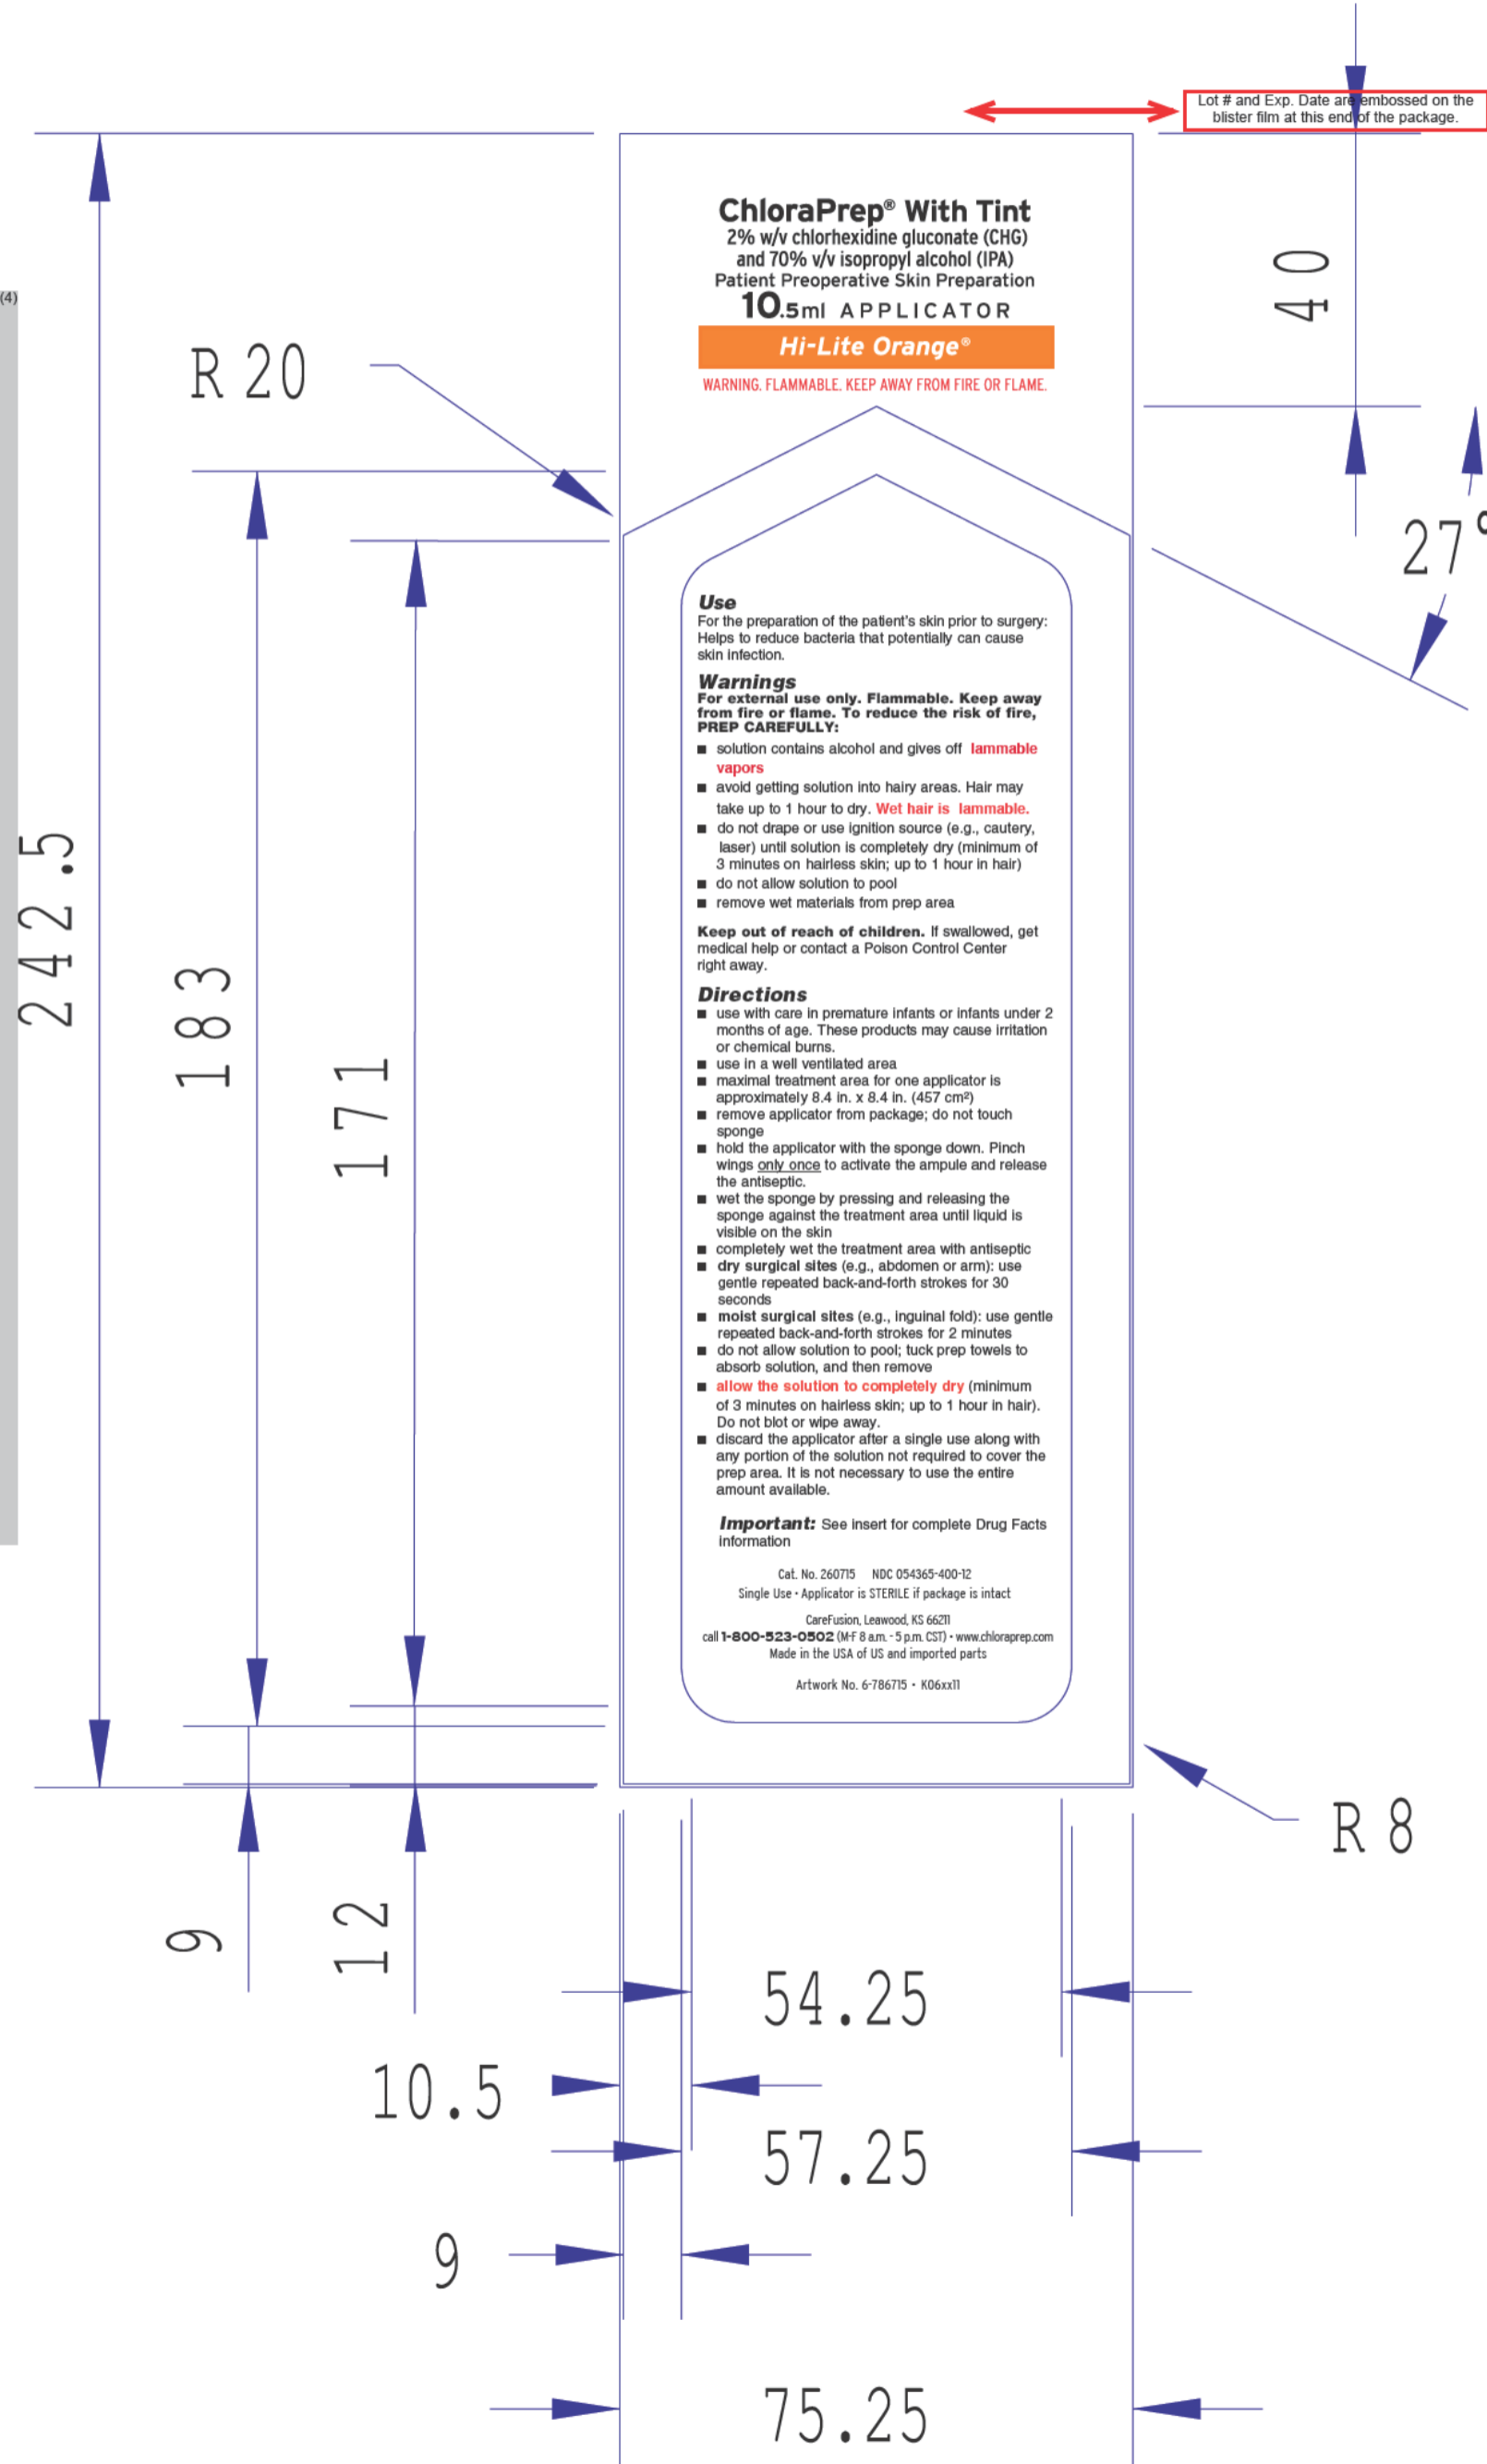 Lot # and Exp. Date are embossed on the
blister film at this end of the package.
ChloraPrep® With Tint
2% w/v chlorhexidine gluconate (CHG)
and 70% v/v isopropyl alcohol (IPA)
Patient Preoperative Skin Preparation
10.5ml APPLICATOR
Hi-Lite Orange®
WARNING. FLAMMABLE. KEEP AWAY FROM FIRE OR FLAME.
40
(4)
R 20
27°
Use
For the preparation of the patient's skin prior to surgery:
Helps to reduce bacteria that potentially can cause
skin infection.
Warnings
For external use only. Flammable. Keep away
from fire or flame. To reduce the risk of fire,
PREP CAREFULLY:
■ solution contains alcohol and gives off lammable
vapors
■ avoid getting solution into hairy areas. Hair may
take up to 1 hour to dry. Wet hair is lammable.
■ do not drape or use ignition source (e.g., cautery,
laser) until solution is completely dry (minimum of
3 minutes on hairless skin; up to 1 hour in hair)
■ do not allow solution to pool
■ remove wet materials from prep area
Keep out of reach of children. If swallowed, get
medical help or contact a Poison Control Center
right away.
Directions
■ use with care in premature infants or infants under 2
months of age. These products may cause irritation
or chemical burns.
■ use in a well ventilated area
■ maximal treatment area for one applicator is
approximately 8.4 in. x 8.4 in. (457 cm²)
■ remove applicator from package; do not touch
sponge
■ hold the applicator with the sponge down. Pinch
wings only once to activate the ampule and release
the antiseptic.
■ wet the sponge by pressing and releasing the
sponge against the treatment area until liquid is
visible on the skin
■ completely wet the treatment area with antiseptic
■ dry surgical sites (e.g., abdomen or arm): use
gentle repeated back-and-forth strokes for 30
seconds
■ moist surgical sites (e.g., inguinal fold): use gentle
repeated back-and-forth strokes for 2 minutes
■ do not allow solution to pool; tuck prep towels to
absorb solution, and then remove
■ allow the solution to completely dry (minimum
of 3 minutes on hairless skin; up to 1 hour in hair).
Do not blot or wipe away.
■ discard the applicator after a single use along with
any portion of the solution not required to cover the
prep area. It is not necessary to use the entire
amount available.
Important: See insert for complete Drug Facts
information
Cat. No. 260715 NDC 054365-400-12
Single Use • Applicator is STERILE if package is intact
CareFusion, Leawood, KS 66211
call 1-800-523-0502 (M-F 8 a.m. - 5 p.m. CST) • www.chloraprep.com
Made in the USA of US and imported parts
Artwork No. 6-786715 • K06xx11
242.5
183
171
R 8
9
12
54.25
10.5
57.25
9
75.25